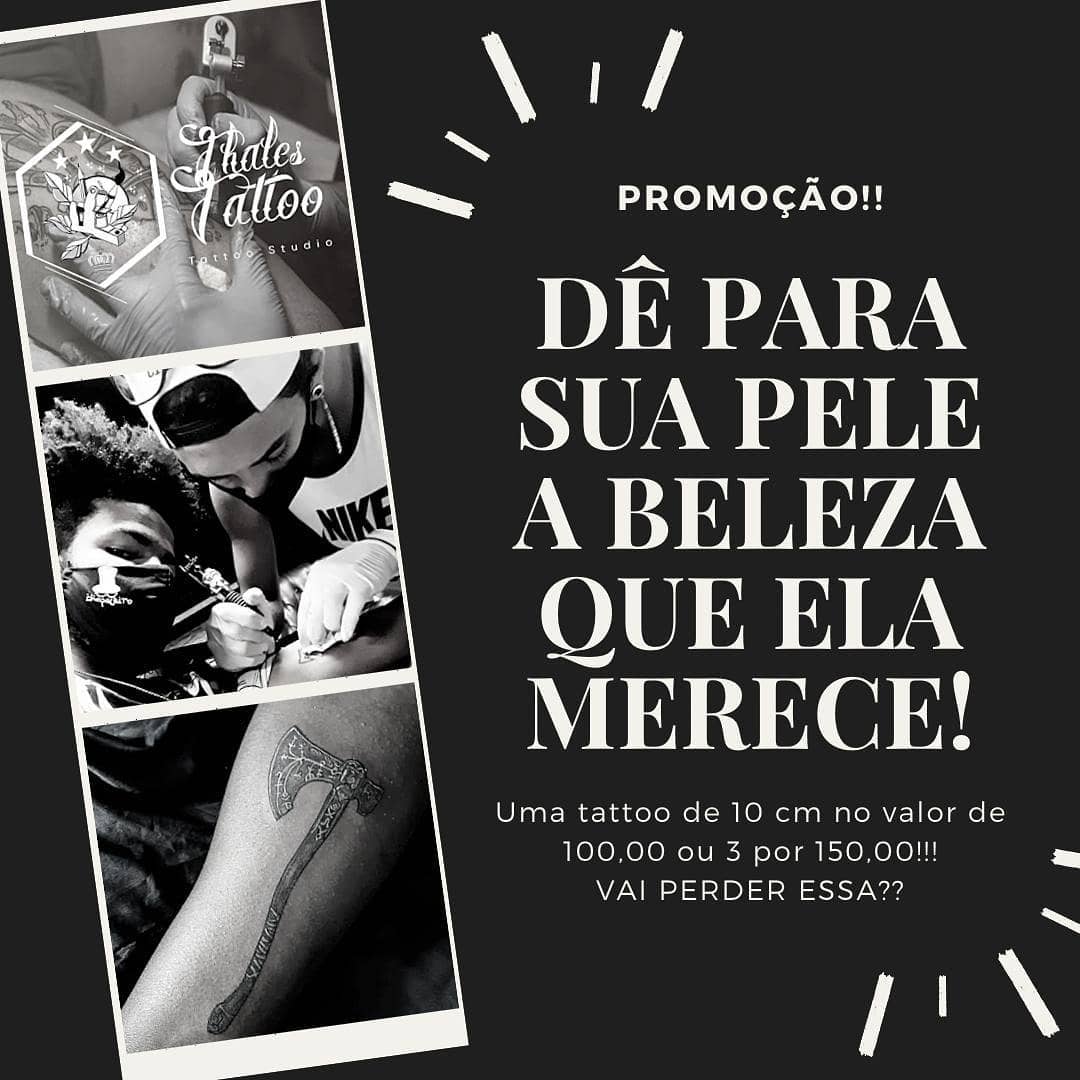 Thales
Tattoo
Tattoo Studio
NIKE
PROMOÇÃO!!
DÊ PARA
SUA PELE
A BELEZA
QUE ELA
MERECE!
Uma tattoo de 10 cm no valor de
100,00 ou 3 por 150,00!!!
VAI PERDER ESSA??